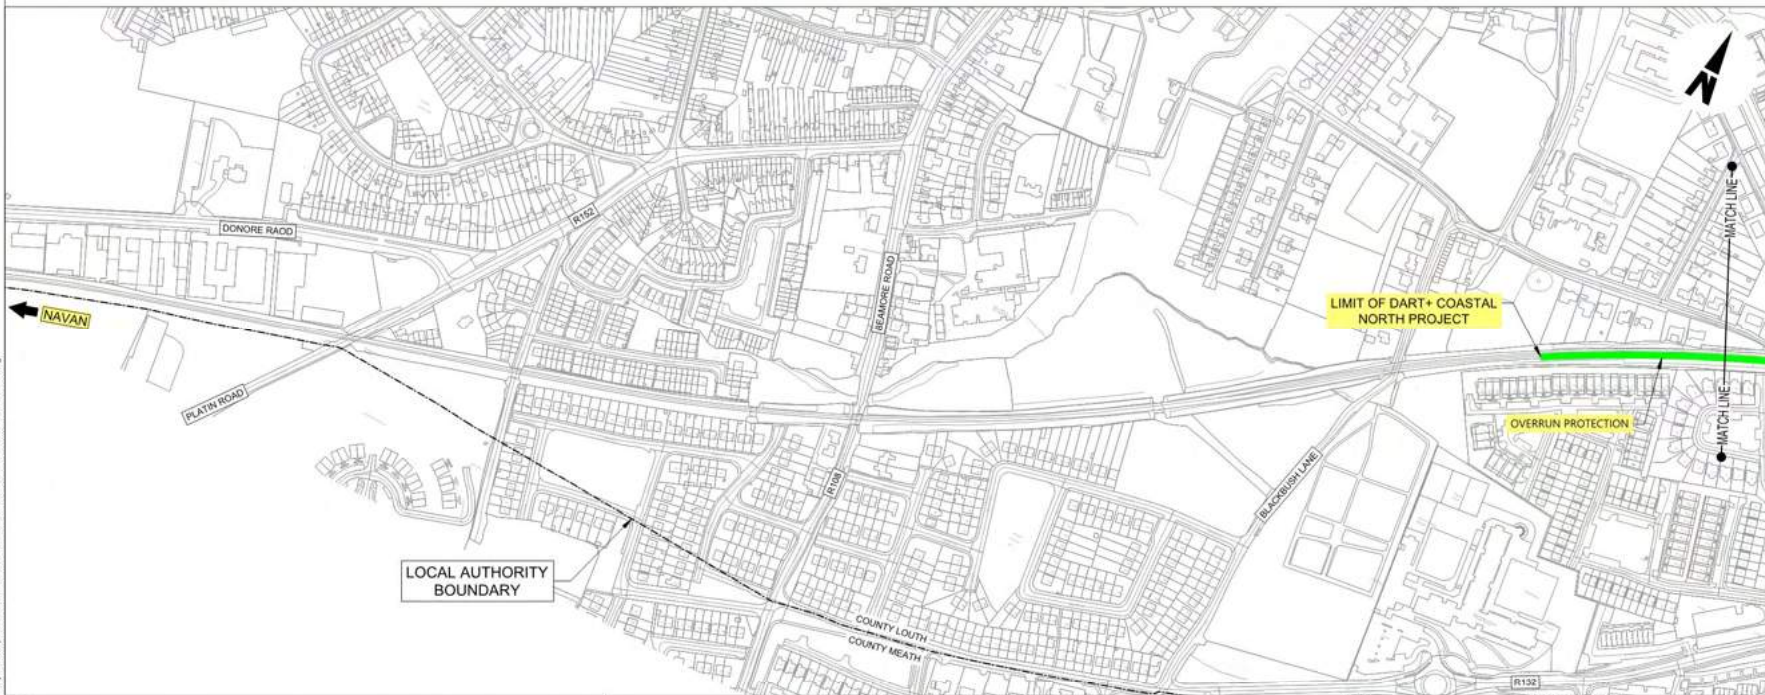 N
MATCH LINE
DONORE RAOD
R152
BEAMORE ROAD
NAVAN
LIMIT OF DART+ COASTAL
NORTH PROJECT
PLATIN ROAD
MATCH LINE
OVERRUN PROTECTION
R108
BLACKBUSH LANE
LOCAL AUTHORITY
BOUNDARY
COUNTY LOUTH
COUNTY MEATH
R132